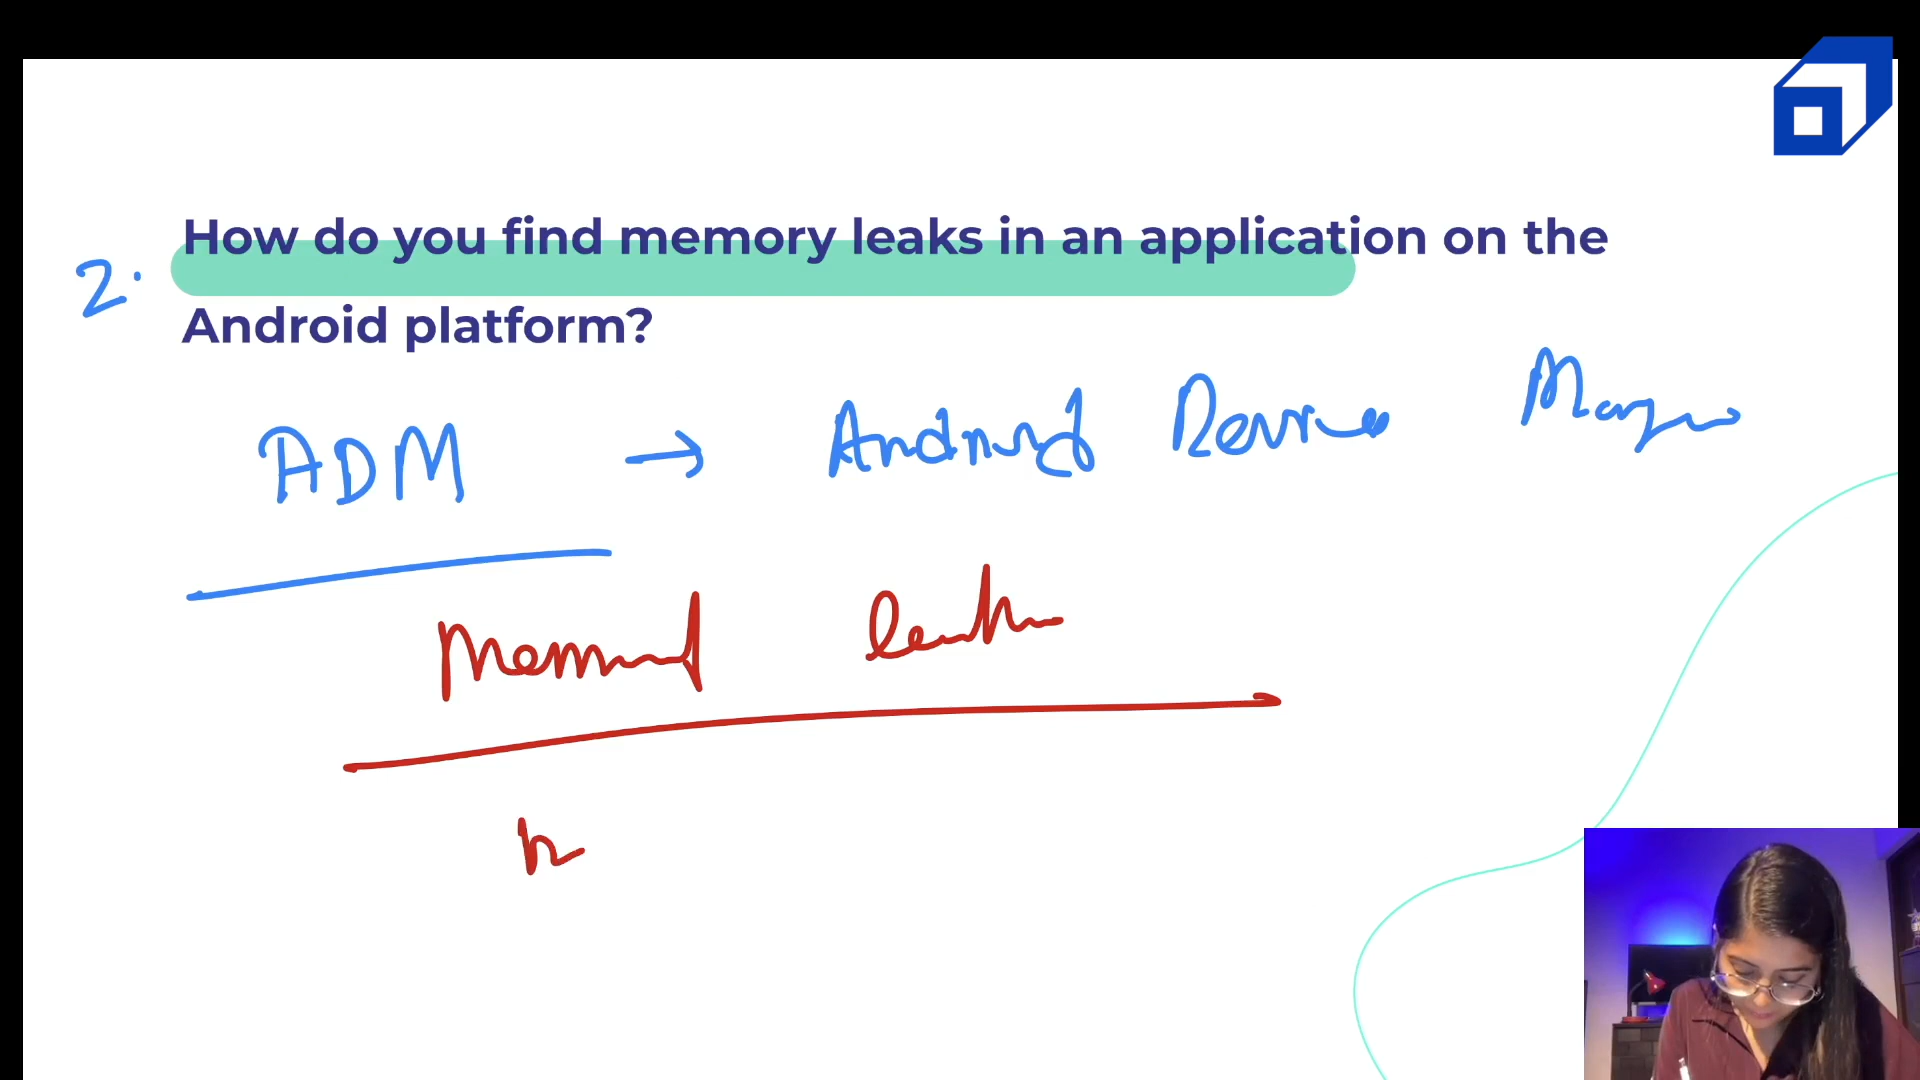 2. How do you find memory leaks in an application on the
Android platform?
ADM → Android Device Manager
Memory leak